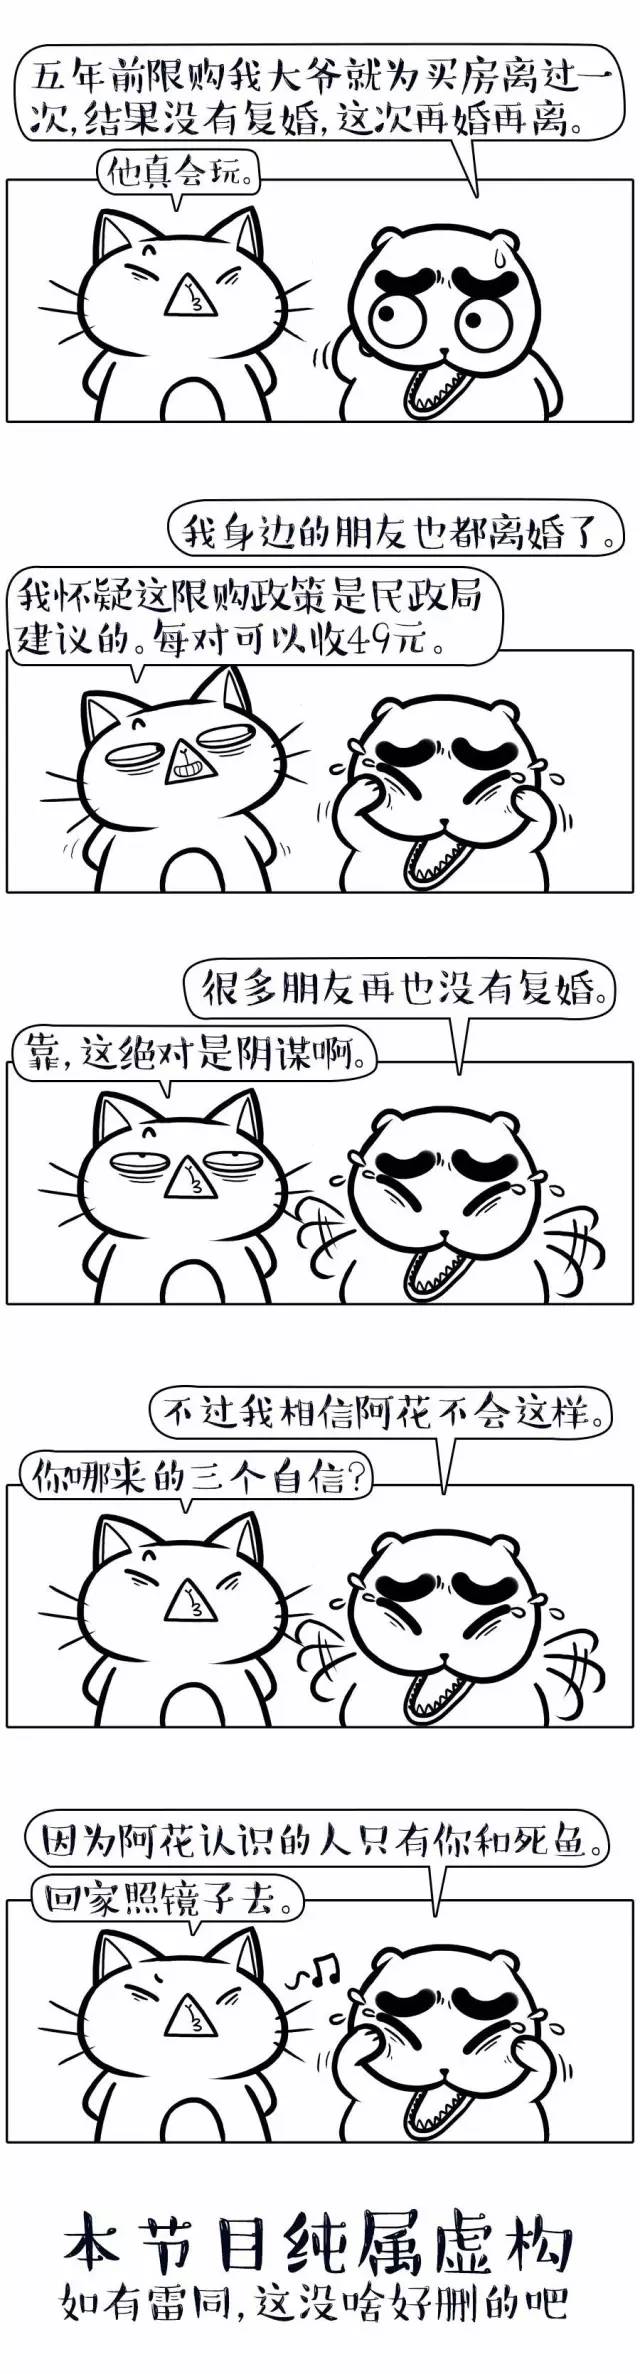 五年前限购我大爷就为买房离过一
次,结果没有复婚,这次再婚再离。
他真会玩。
我身边的朋友也都离婚了。
我怀疑这限购政策是民政局
建议的。每对可以收49元。
很多朋友再也没有复婚。
靠,这绝对是阴谋啊。
不过我相信阿花不会这样。
你哪来的三个自信?
因为阿花认识的人只有你和死鱼。
回家照镜子去。
本节目纯属虚构
如有雷同,这没啥好删的吧